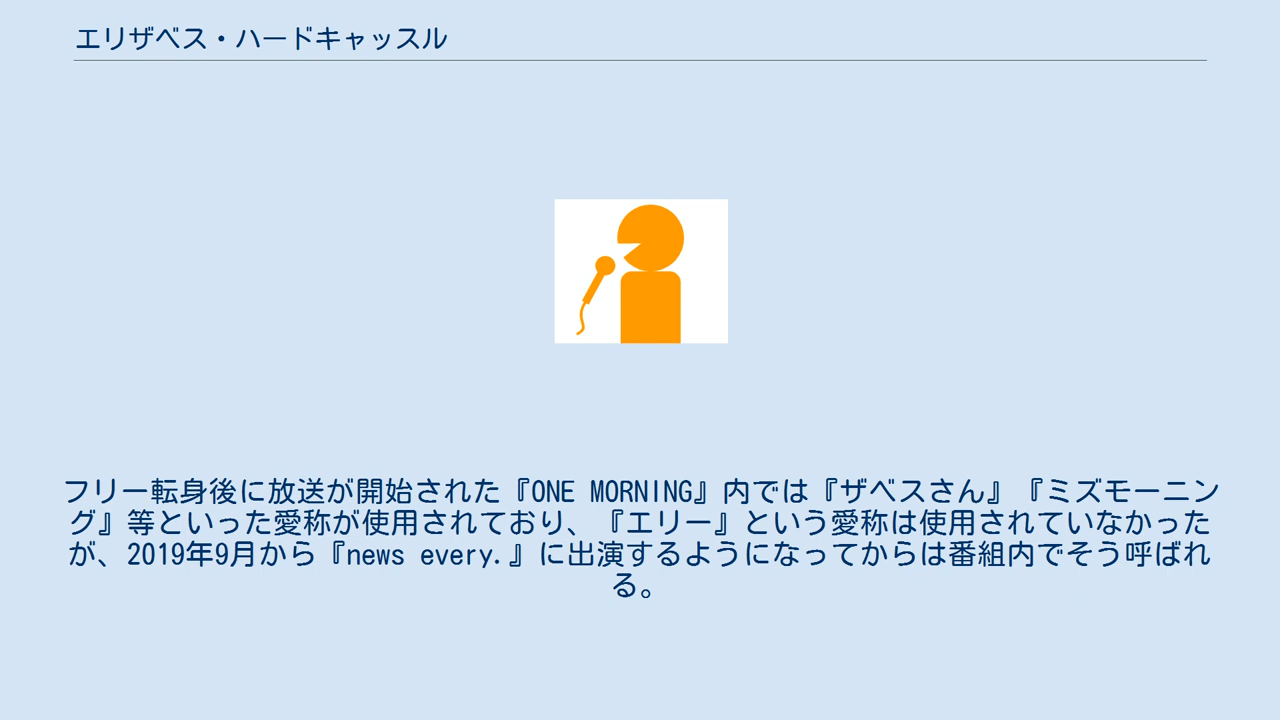 エリザベス・ハードキャッスル
フリー転身後に放送が開始された『ONE MORNING』内では『ザベスさん』『ミズモーニン
グ』等といった愛称が使用されており、『エリー』という愛称は使用されていなかった
が、2019年9月から『news every.』に出演するようになってからは番組内でそう呼ばれ
る。